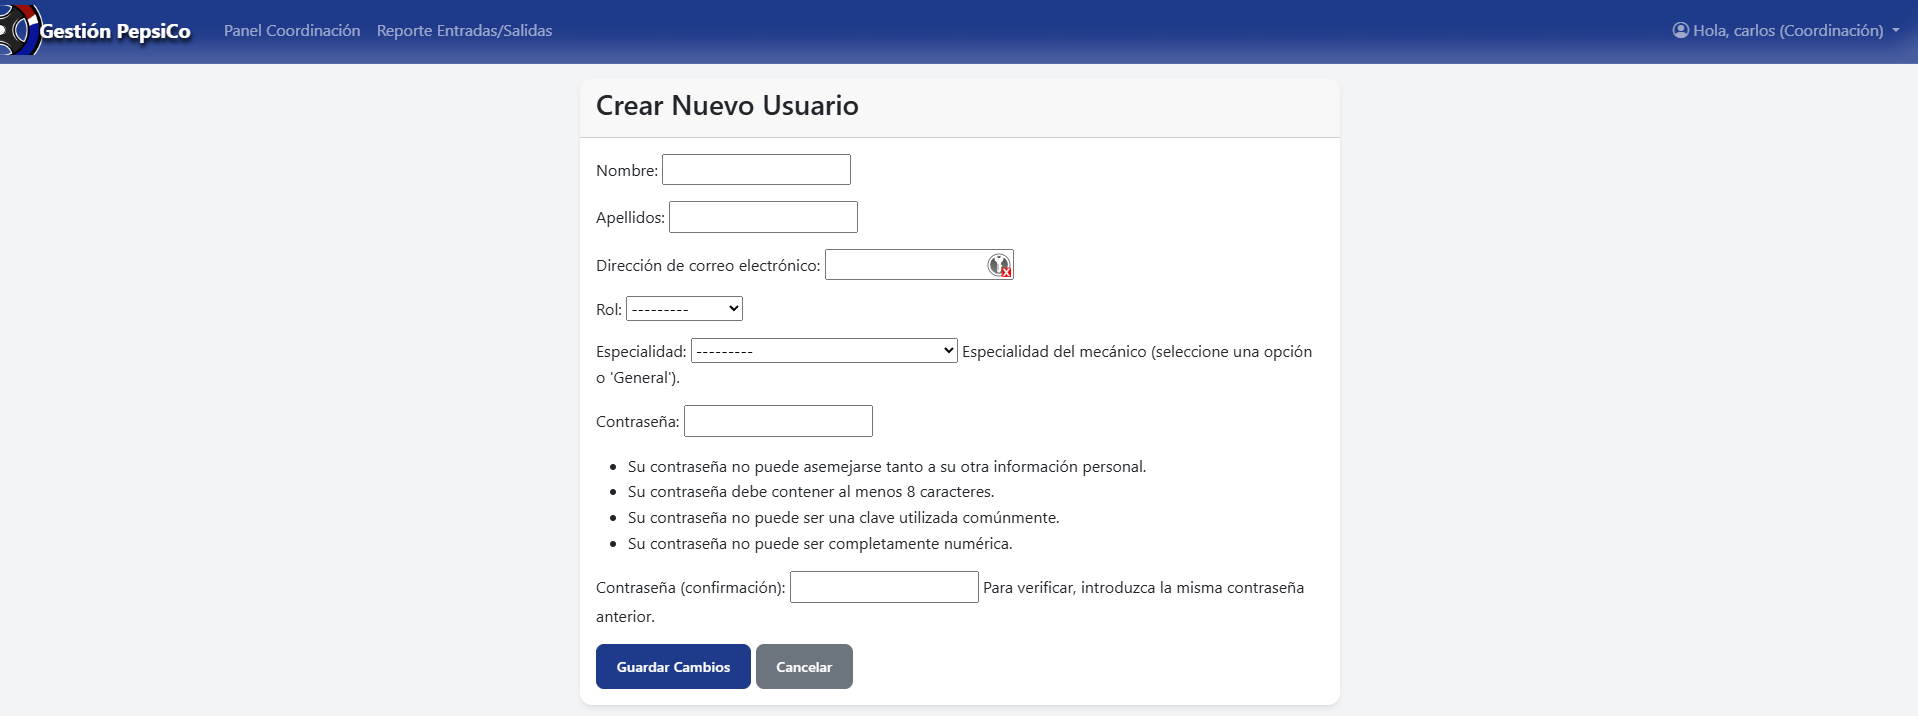 Gestión PepsiCo Panel Coordinación Reporte Entradas/Salidas Hola, carlos (Coordinación)
Crear Nuevo Usuario
Nombre:
Apellidos:
Dirección de correo electrónico:
Rol: ---------
Especialidad: --------- Especialidad del mecánico (seleccione una opción
o 'General').
Contraseña:
Su contraseña no puede asemejarse tanto a su otra información personal.
Su contraseña debe contener al menos 8 caracteres.
Su contraseña no puede ser una clave utilizada comúnmente.
Su contraseña no puede ser completamente numérica.
Contraseña (confirmación): Para verificar, introduzca la misma contraseña
anterior.
Guardar Cambios Cancelar